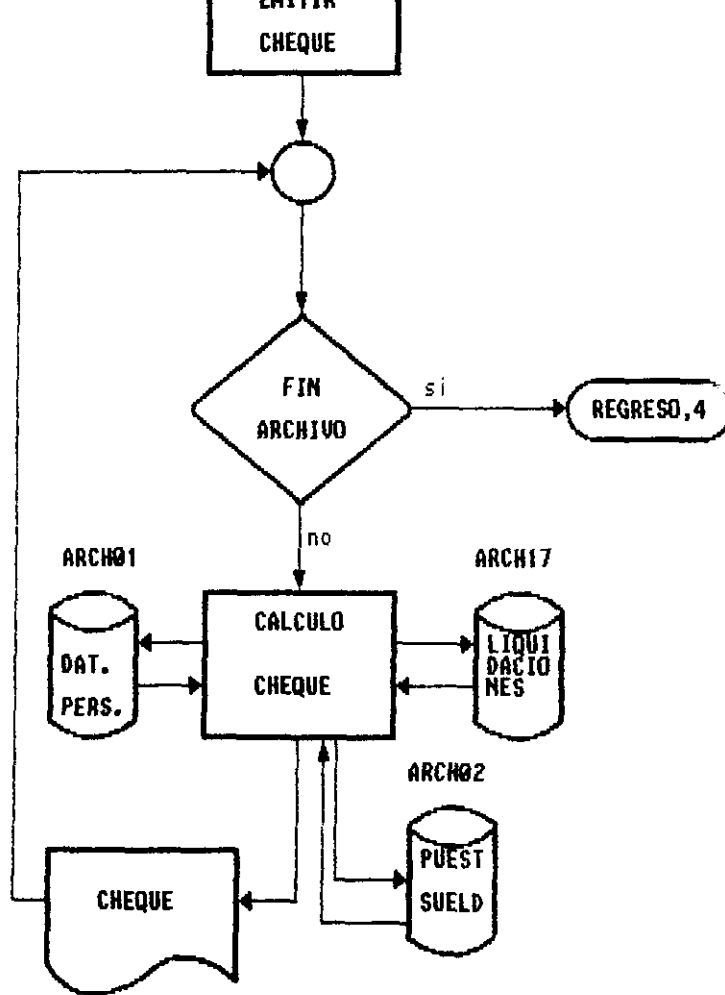 EMITIR
CHEQUE
FIN
ARCHIVO
si
REGRESO,4
no
ARCH01
DAT.
PERS.
CALCULO
CHEQUE
ARCH17
LIQUI
DACIO
NES
ARCH02
PUEST
SUELD
CHEQUE